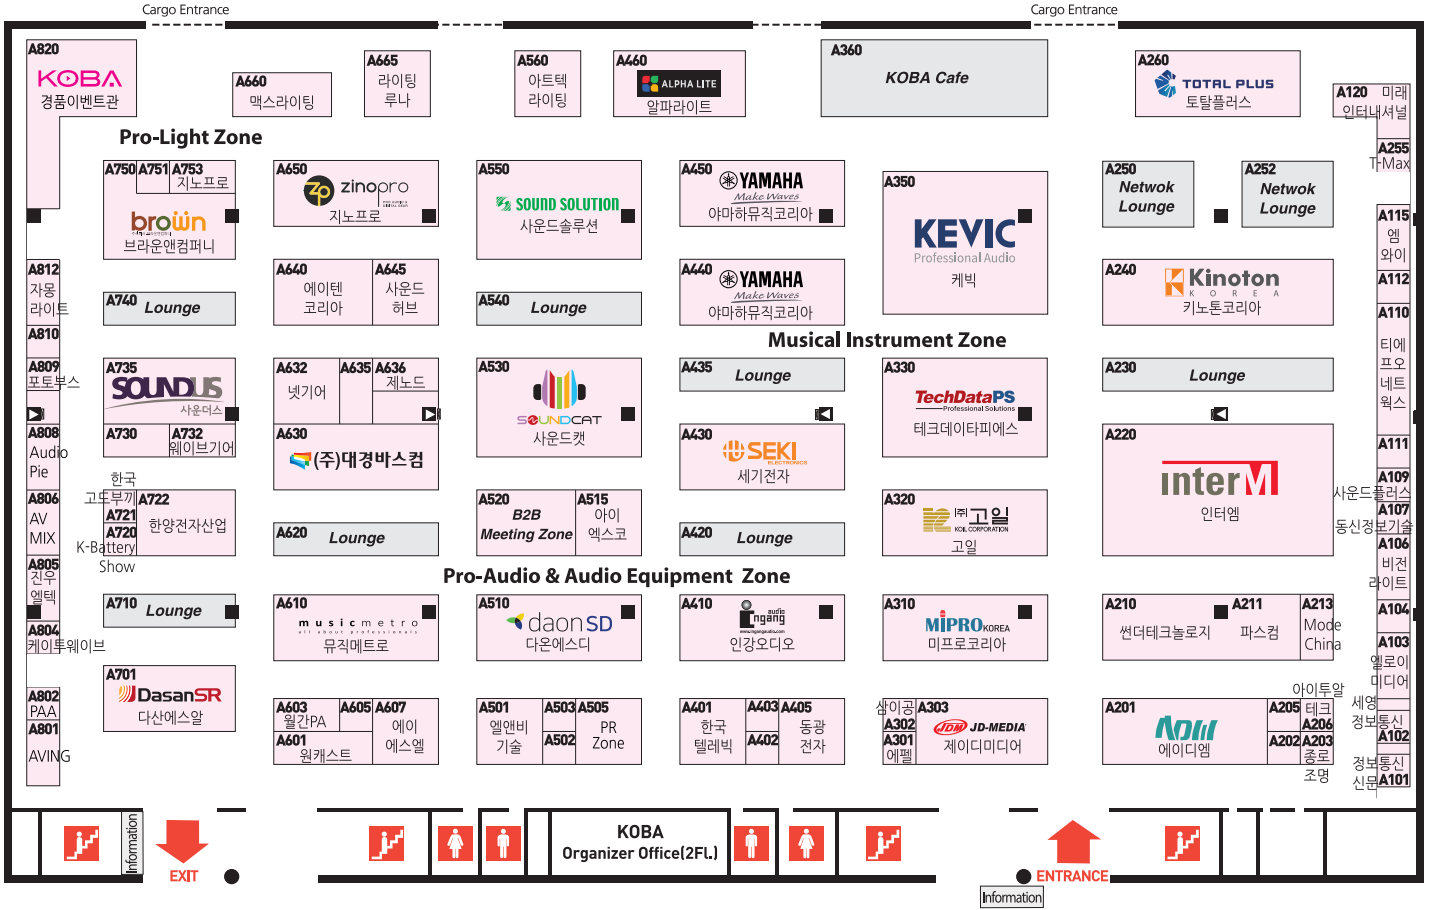 Cargo Entrance
Cargo Entrance
A820
KOBA
경품이벤트관
A660
맥스라이팅
A665
라이팅
루나
A560
아트텍
라이팅
A460
ALPHA LITE
알파라이트
A360
KOBA Cafe
A260
TOTAL PLUS
토탈플러스
A120 미래
인터내셔널
A255
T-Max
Pro-Light Zone
A750
A751
A753
지노프로
brown
브라운앤컴퍼니
A650
zinopro
지노프로
A550
SOUND SOLUTION
사운드솔루션
A450
YAMAHA
Make Waves
야마하뮤직코리아
A350
KEVIC
Professional Audio
케빅
A250
Netwok
Lounge
A252
Netwok
Lounge
A115
엠
와이
A812
자몽
라이트
A740
Lounge
A640
에이텐
코리아
A645
사운드
허브
A540
Lounge
A440
YAMAHA
Make Waves
야마하뮤직코리아
A240
Kinoton
KOREA
키노톤코리아
A112
A110
티에
프오
네트
웍스
A810
Musical Instrument Zone
A809
포토부스
A735
SOUNDUS
사운더스
A632
넷기어
A635
A636
제노드
A530
SOUNDCAT
사운드캣
A435
Lounge
A330
TechDataPS
Professional Solutions
테크데이타피에스
A230
Lounge
A808
Audio
Pie
A730
A732
웨이브기어
A630
(주)대경바스컴
A430
SEKI
ELECTRONICS
세기전자
A220
interM
인터엠
A111
A109
사운드플러스
A107
동신정보기술
A806
AV
MIX
한국
고도부끼
A721
A720
K-Battery
Show
A722
한양전자산업
A620
Lounge
A520
B2B
Meeting Zone
A515
아이
엑스코
A420
Lounge
A320
(주)고일
KOIL CORPORATION
고일
A106
비전
라이트
A805
진우
엘텍
Pro-Audio & Audio Equipment Zone
A804
케이투웨이브
A710
Lounge
A610
musicmetro
all about professionals
뮤직메트로
A510
daonSD
다온에스디
A410
audio
ingang
www.ingangaudio.com
인강오디오
A310
MIPRO KOREA
미프로코리아
A210
썬더테크놀로지
A211
파스컴
A213
Mode
China
A104
A103
엘로이
미디어
A802
PAA
A801
AVING
A701
DasanSR
다산에스알
A603
월간PA
A605
A607
에이
에스엘
A601
원캐스트
A501
엘앤비
기술
A503
A502
A505
PR
Zone
A401
한국
텔레빅
A403
A402
A405
동광
전자
삼이공
A302
A301
에펠
A303
JDM JD-MEDIA
제이디미디어
A201
ADM
에이디엠
아이투알
A205
테크
A206
A202
A203
종로
조명
세영
정보통신
A102
정보통신
신문
A101
Information
EXIT
KOBA
Organizer Office(2FL.)
ENTRANCE
Information